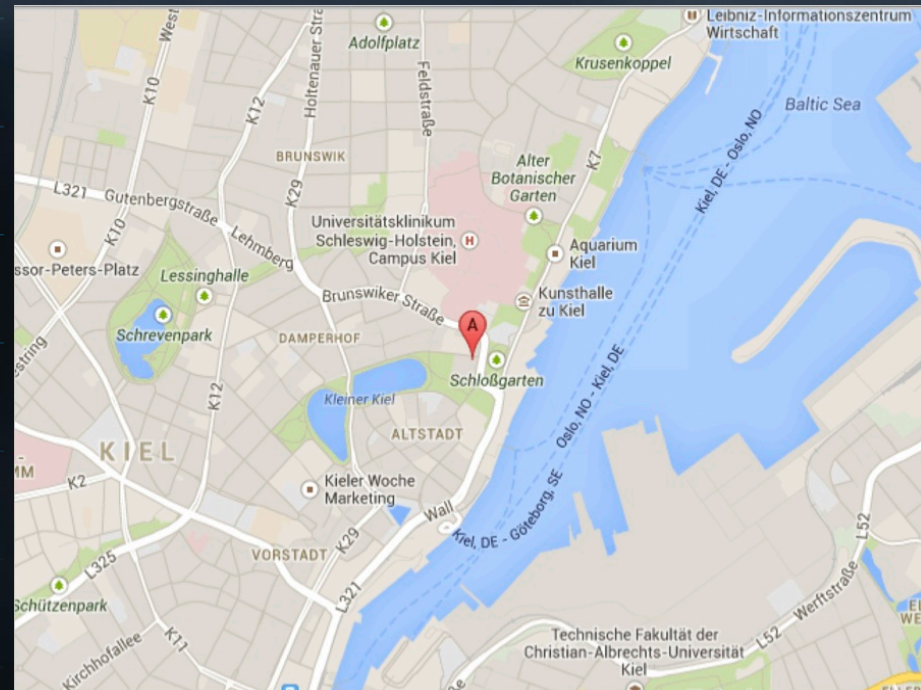 Leibniz-Informationszentrum
Wirtschaft
West
Holtenauer Stra
Adolfplatz
Krusenkoppel
K10
K12
Feldstraße
Baltic Sea
BRUNSWIK
Alter
Botanischer
Garten
K7
Kiel, DE - Oslo, NO
L321
Gutenbergstraße
K29
Lehmberg
K10
Universitätsklinikum
Schleswig-Holstein,
Campus Kiel
H
Aquarium
Kiel
ssor-Peters-Platz
Lessinghalle
Brunswiker Straße
Kunsthalle
zu Kiel
A
Schrevenpark
DAMPERHOF
estring
Schloßgarten
K12
Kleiner Kiel
Oslo, NO - Kiel, DE
ALTSTADT
KIEL
MM
K2
Kieler Woche
Marketing
Wall
Kiel, DE - Göteborg, SE
L52
VORSTADT
K29
L325
L321
Schützenpark
Werftstraße
L52
K11
Kirchhofallee
Technische Fakultät der
Christian-Albrechts-Universität
Kiel
ße